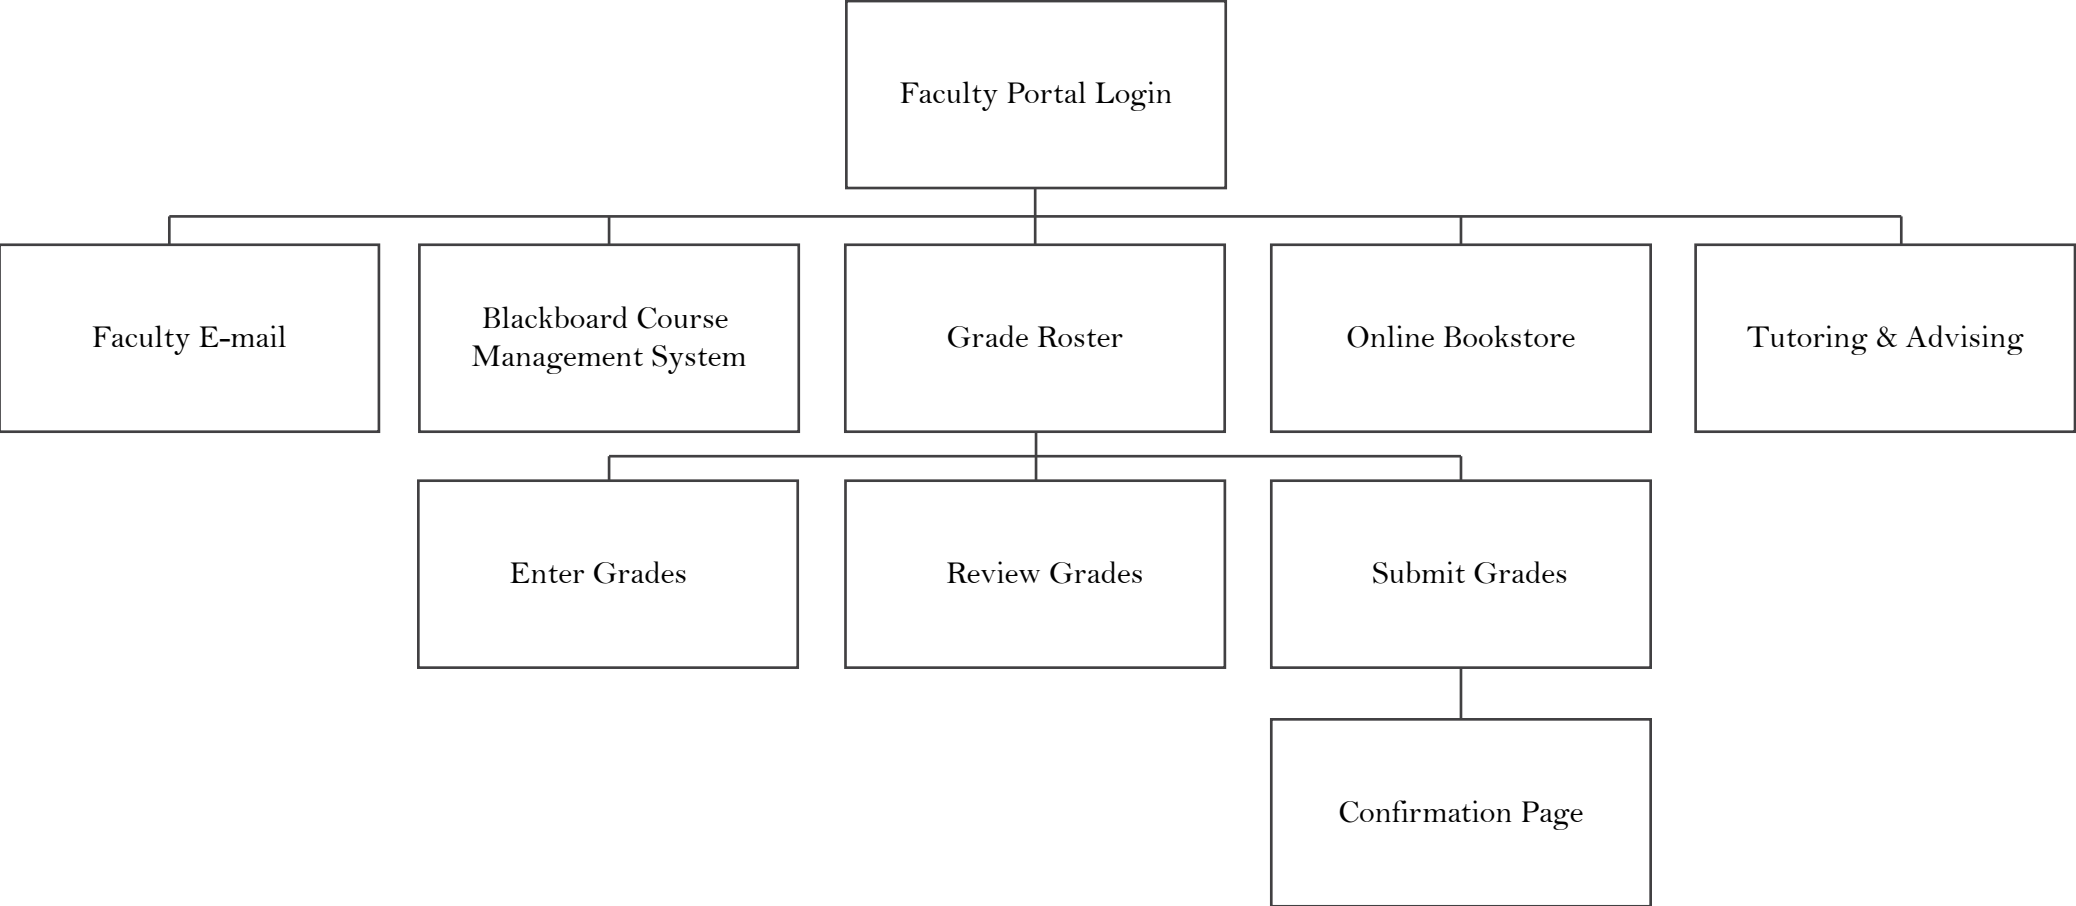 Faculty Portal Login
Faculty E-mail
Blackboard Course
Management System
Grade Roster
Online Bookstore
Tutoring & Advising
Enter Grades
Review Grades
Submit Grades
Confirmation Page